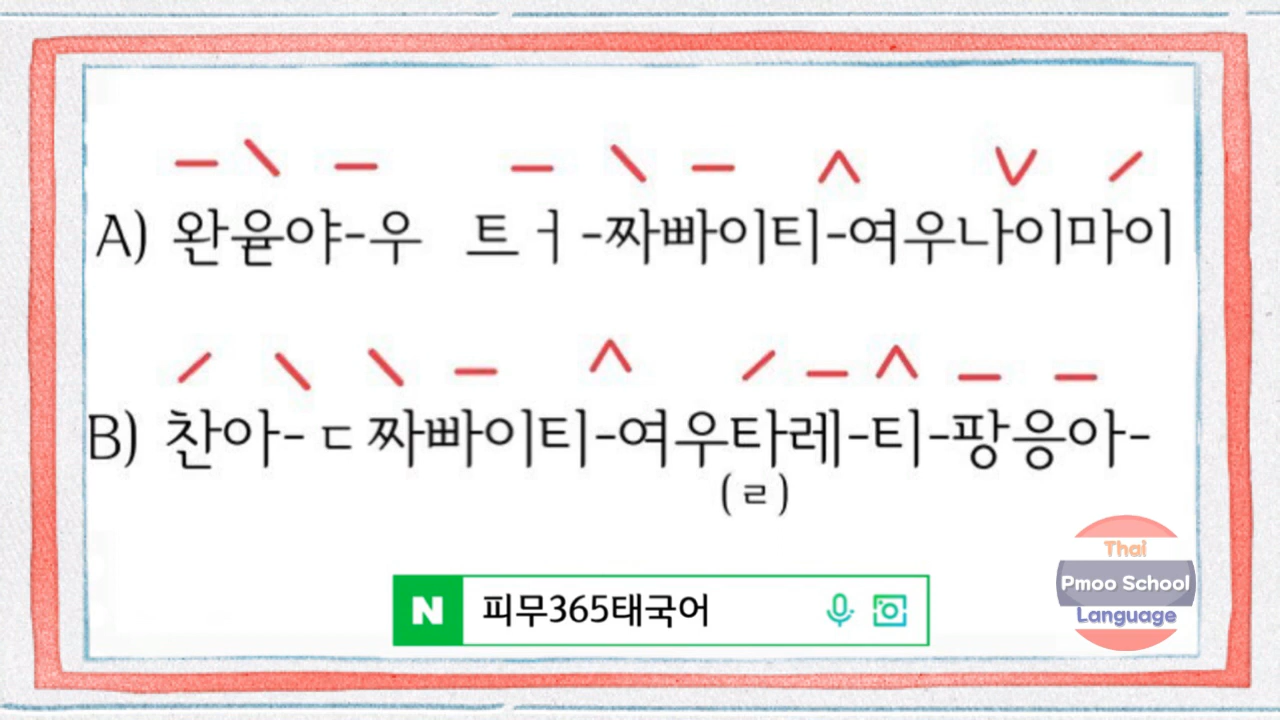 A) 완윤야-우 트ㅓ-짜빠이티-여우나이마이
B) 찬아-ㄷ짜빠이티-여우타레-티-팡응아-
(ㄹ)
N 피무365태국어
Thai
Pmoo School
Language